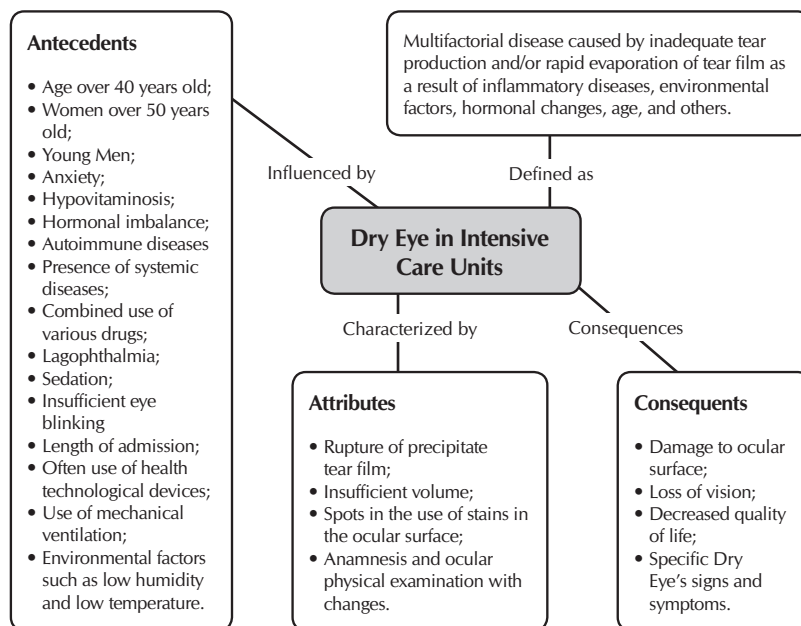 Antecedents
• Age over 40 years old;
• Women over 50 years
old;
• Young Men;
• Anxiety;
• Hypovitaminosis;
• Hormonal imbalance;
• Autoimmune diseases
• Presence of systemic
diseases;
• Combined use of
various drugs;
• Lagophthalmia;
• Sedation;
• Insufficient eye
blinking
• Length of admission;
• Often use of health
technological devices;
• Use of mechanical
ventilation;
• Environmental factors
such as low humidity
and low temperature.
Multifactorial disease caused by inadequate tear
production and/or rapid evaporation of tear film as
a result of inflammatory diseases, environmental
factors, hormonal changes, age, and others.
Influenced by
Defined as
Dry Eye in Intensive
Care Units
Characterized by
Consequences
Attributes
• Rupture of precipitate
tear film;
• Insufficient volume;
• Spots in the use of stains in
the ocular surface;
• Anamnesis and ocular
physical examination with
changes.
Consequents
• Damage to ocular
surface;
• Loss of vision;
• Decreased quality
of life;
• Specific Dry
Eye's signs and
symptoms.